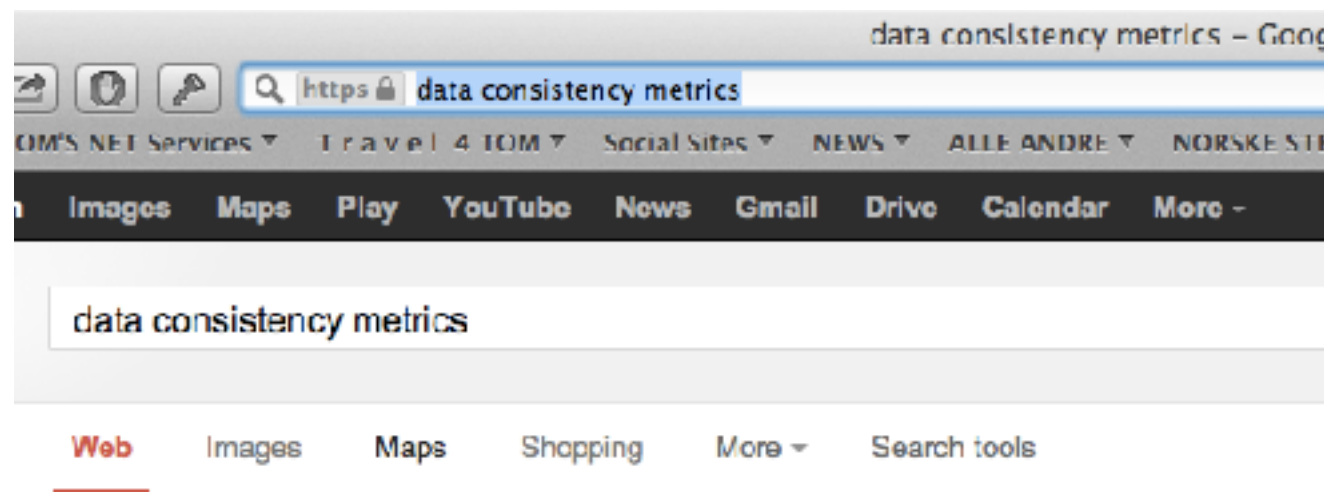 data consistency metrics – Goog
https data consistency metrics
OM'S NET Services T r a v e l 4 TOM Social Sites NEWS ALLE ANDRE NORSKE STE
Images Maps Play YouTube News Gmail Drive Calendar More
data consistency metrics
Web Images Maps Shopping More Search tools